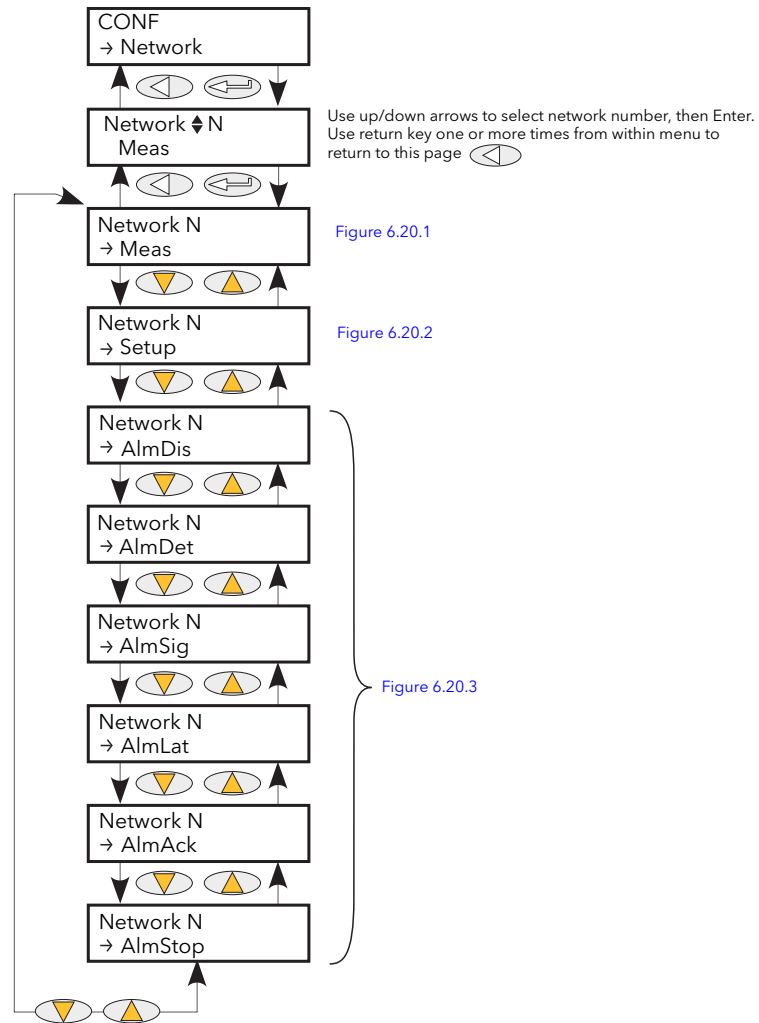 CONF
→ Network
Network ♦ N
Meas
Use up/down arrows to select network number, then Enter.
Use return key one or more times from within menu to
return to this page
Network N
→ Meas
Figure 6.20.1
Network N
→ Setup
Figure 6.20.2
Network N
→ AlmDis
Network N
→ AlmDet
Network N
→ AlmSig
Figure 6.20.3
Network N
→ AlmLat
Network N
→ AlmAck
Network N
→ AlmStop